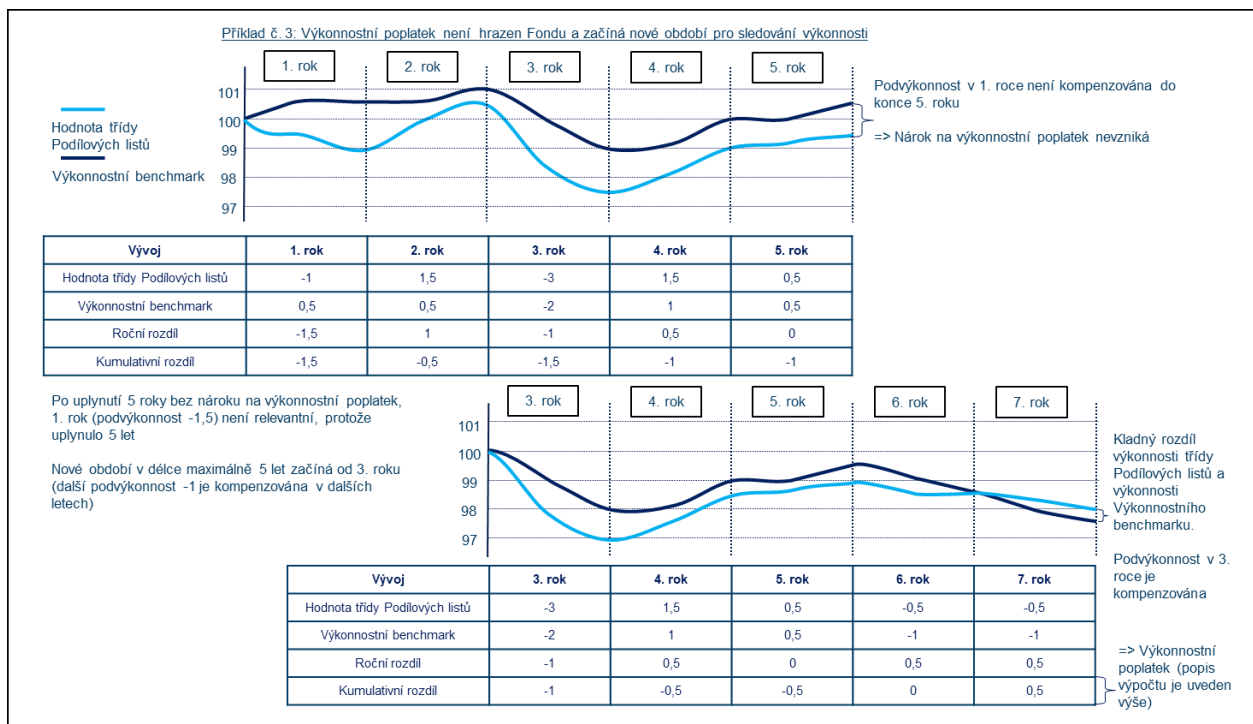 Příklad č. 3: Výkonnostní poplatek není hrazen Fondu a začíná nové období pro sledování výkonnosti
1. rok 2. rok 3. rok 4. rok 5. rok
Hodnota třídy
Podílových listů
Výkonnostní benchmark
101
100
99
98
97
Podvýkonnost v 1. roce není kompenzována do
konce 5. roku
=> Nárok na výkonnostní poplatek nevzniká
Vývoj 1. rok 2. rok 3. rok 4. rok 5. rok
Hodnota třídy Podílových listů -1 1,5 -3 1,5 0,5
Výkonnostní benchmark 0,5 0,5 -2 1 0,5
Roční rozdíl -1,5 1 -1 0,5 0
Kumulativní rozdíl -1,5 -0,5 -1,5 -1 -1
Po uplynutí 5 roky bez nároku na výkonnostní poplatek,
1. rok (podvýkonnost -1,5) není relevantní, protože
uplynulo 5 let
Nové období v délce maximálně 5 let začíná od 3. roku
(další podvýkonnost -1 je kompenzována v dalších
letech)
3. rok 4. rok 5. rok 6. rok 7. rok
101
100
99
98
97
Kladný rozdíl
výkonnosti třídy
Podílových listů a
výkonnosti
Výkonnostního
benchmarku.
Podvýkonnost v 3.
roce je
kompenzována
Vývoj 3. rok 4. rok 5. rok 6. rok 7. rok
Hodnota třídy Podílových listů -3 1,5 0,5 -0,5 -0,5
Výkonnostní benchmark -2 1 0,5 -1 -1
Roční rozdíl -1 0,5 0 0,5 0,5
Kumulativní rozdíl -1 -0,5 -0,5 0 0,5
=> Výkonnostní
poplatek (popis
výpočtu je uveden
výše)